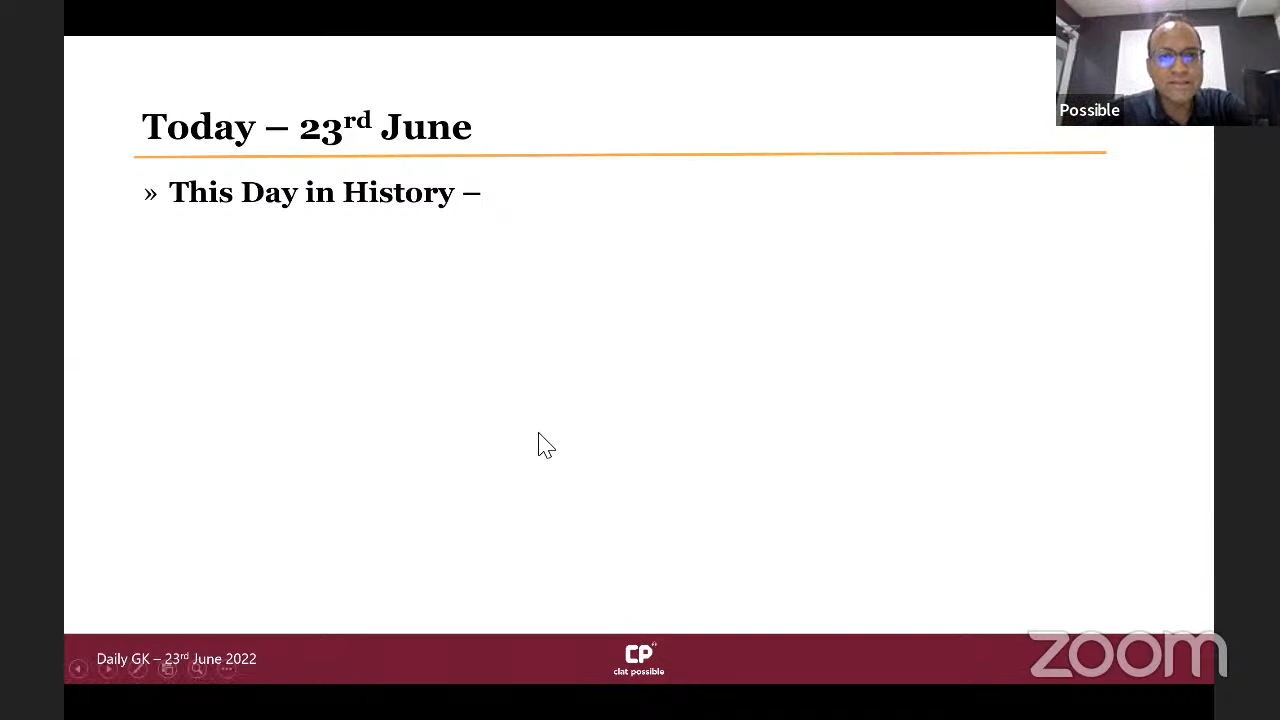 Possible
Today – 23rd June
» This Day in History –
Daily GK – 23rd June 2022
CP
clat possible
zoom